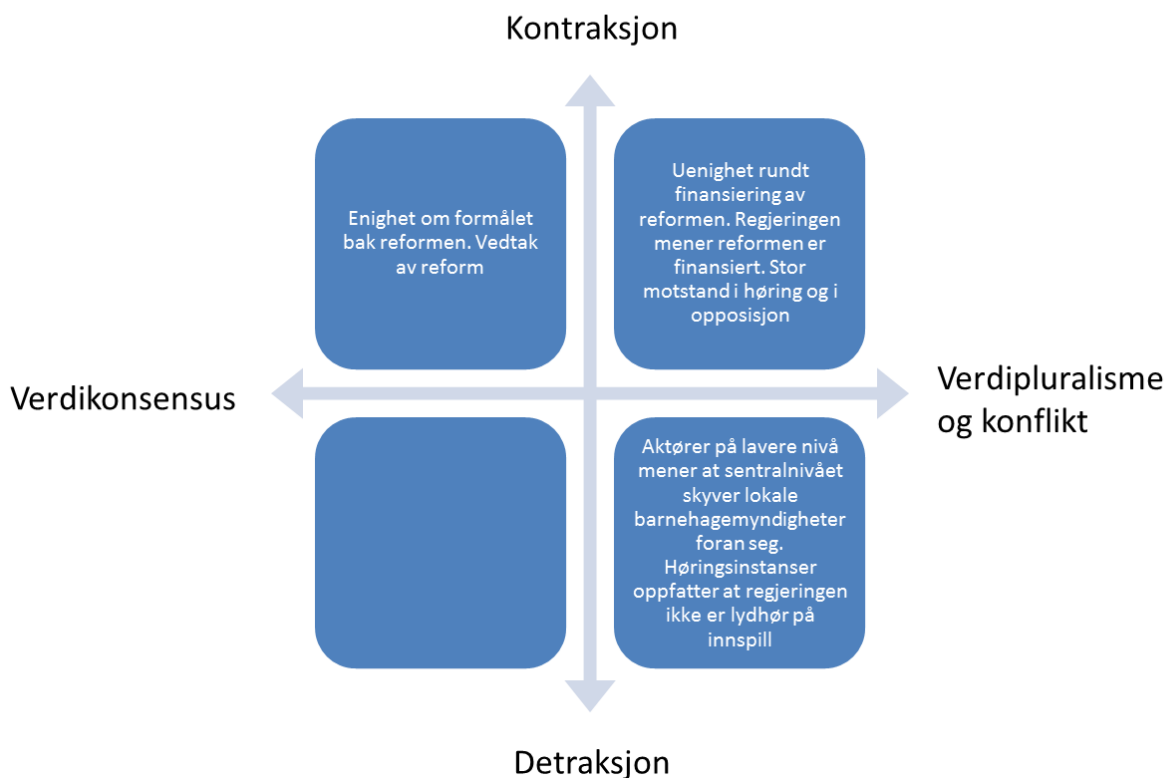 Kontraksjon
Enighet om formålet
bak reformen. Vedtak
av reform
Uenighet rundt
finansiering av
reformen. Regjeringen
mener reformen er
finansiert. Stor
motstand i høring og i
opposisjon
Verdikonsensus
Verdipluralisme
og konflikt
Aktører på lavere nivå
mener at sentralnivået
skyver lokale
barnehagemyndigheter
foran seg.
Høringsinstanser
oppfatter at regjeringen
ikke er lydhør på
innspill
Detraksjon